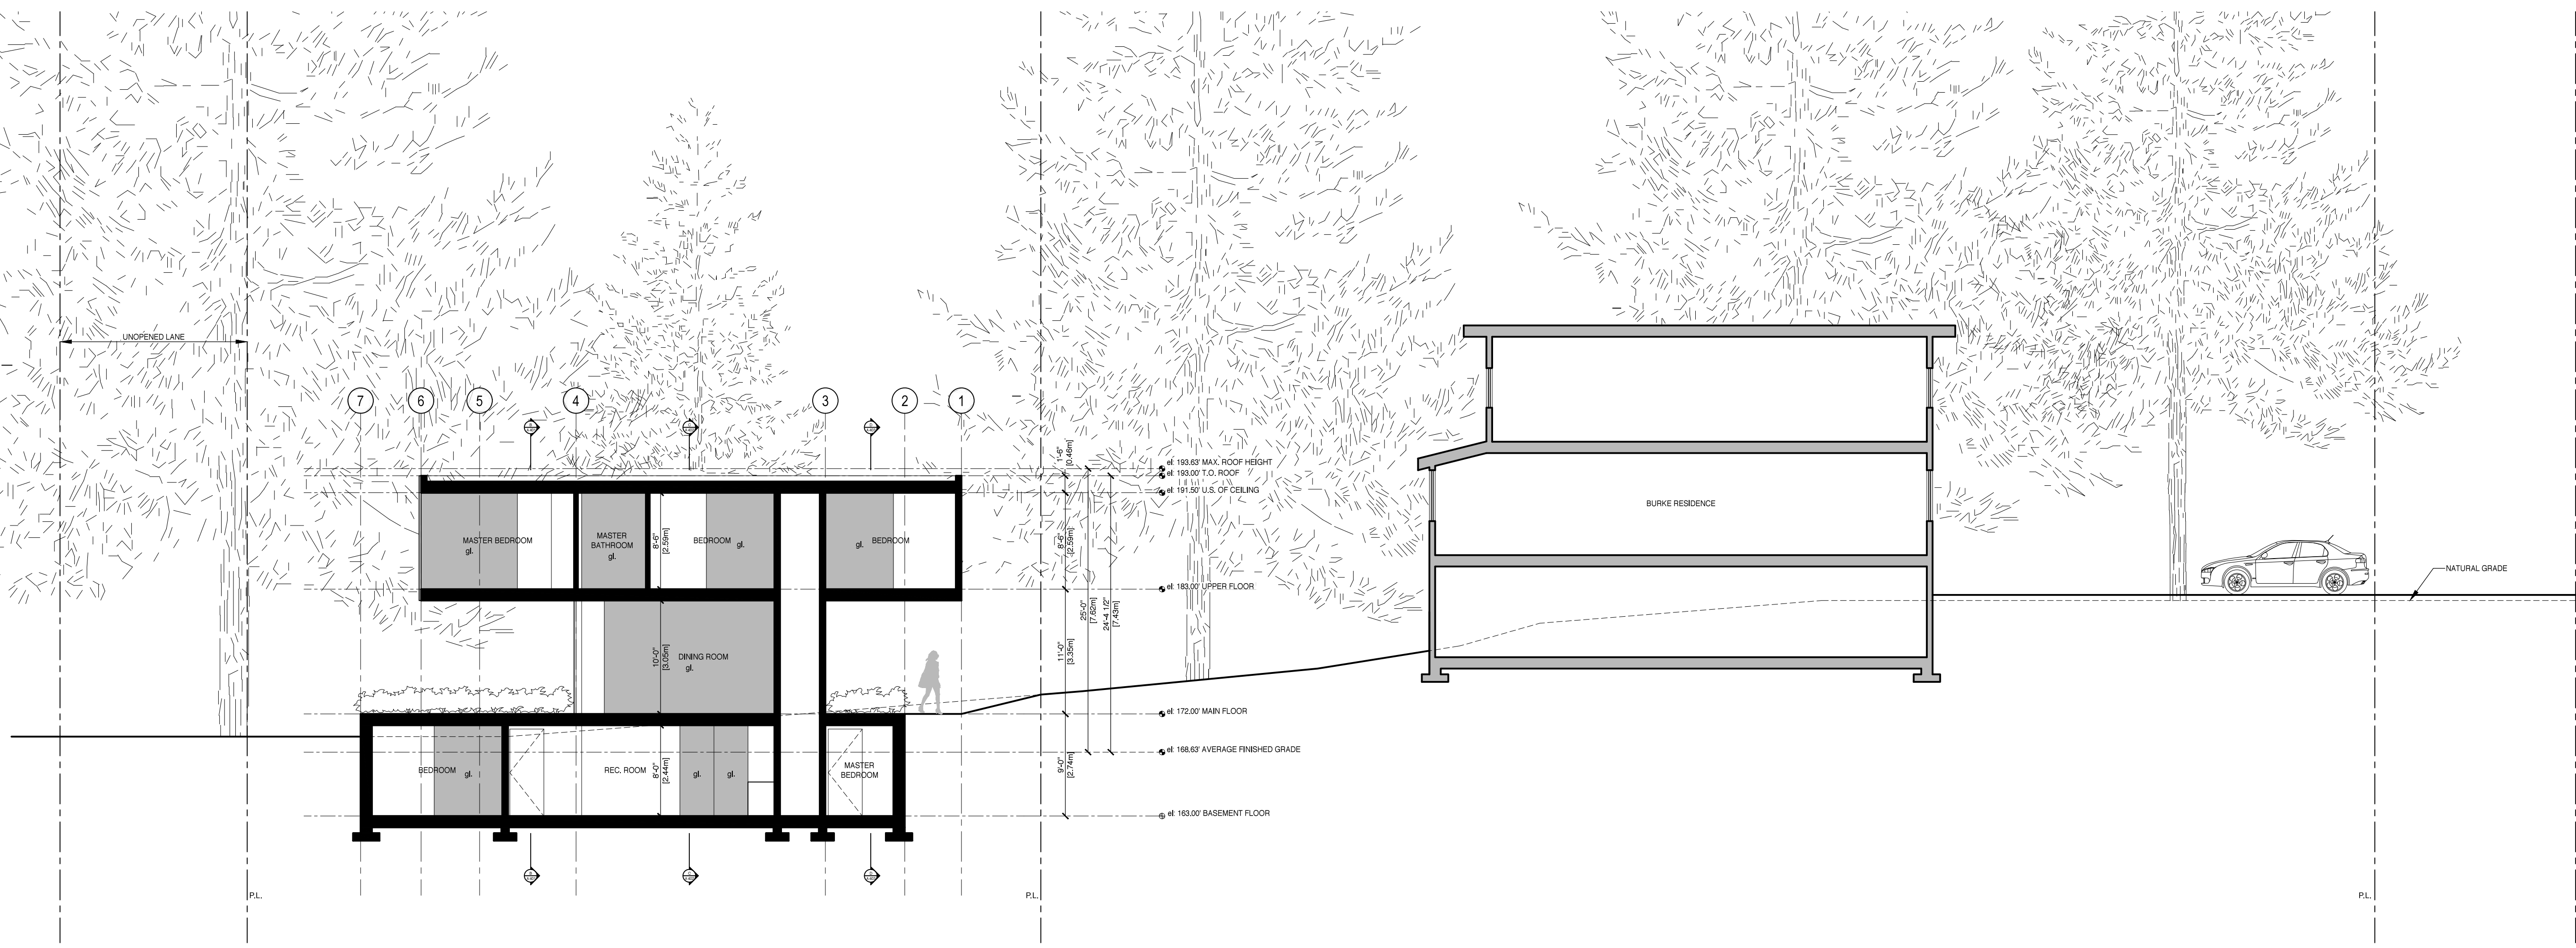 UNOPENED LANE
7
6
5
4
3
2
1
1'-6"
[0.46m]
el: 193.63' MAX. ROOF HEIGHT
el: 193.00' T.O. ROOF
el: 191.50' U.S. OF CEILING
BURKE RESIDENCE
MASTER BEDROOM
gl.
MASTER
BATHROOM
gl.
8'-6"
[2.59m]
BEDROOM
gl.
gl.
BEDROOM
8'-6"
[2.59m]
el: 183.00' UPPER FLOOR
NATURAL GRADE
25'-0"
[7.62m]
24'-4 1/2"
[7.43m]
10'-0"
[3.05m]
DINING ROOM
gl.
11'-0"
[3.35m]
el: 172.00' MAIN FLOOR
el: 168.63' AVERAGE FINISHED GRADE
BEDROOM
gl.
REC. ROOM
8'-0"
[2.44m]
gl.
gl.
MASTER
BEDROOM
9'-0"
[2.74m]
el: 163.00' BASEMENT FLOOR
P.L.
P.L.
P.L.